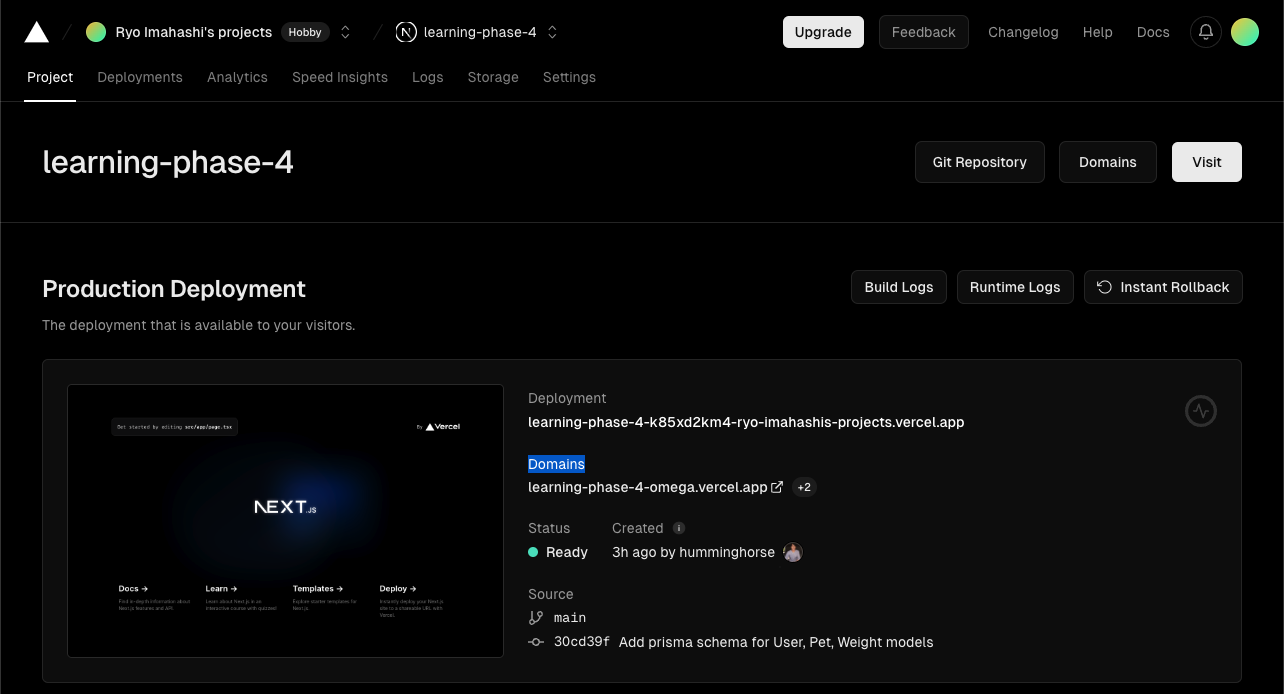 Ryo Imahashi's projects Hobby learning-phase-4 Upgrade Feedback Changelog Help Docs
Project Deployments Analytics Speed Insights Logs Storage Settings
learning-phase-4 Git Repository Domains Visit
Production Deployment Build Logs Runtime Logs Instant Rollback
The deployment that is available to your visitors.
Get started by editing src/app/page.tsx
By Vercel
NEXT.JS
Docs → Learn → Templates → Deploy →
Find in-depth information about Learn about Next.js in an Explore starter templates for Instantly deploy your Next.js
Next.js features and API. interactive course with quizzes! Next.js. site to a shareable URL with
Vercel.
Deployment
learning-phase-4-k85xd2km4-ryo-imahashis-projects.vercel.app
Domains
learning-phase-4-omega.vercel.app +2
Status Created i
Ready 3h ago by humminghorse
Source
main
30cd39f Add prisma schema for User, Pet, Weight models